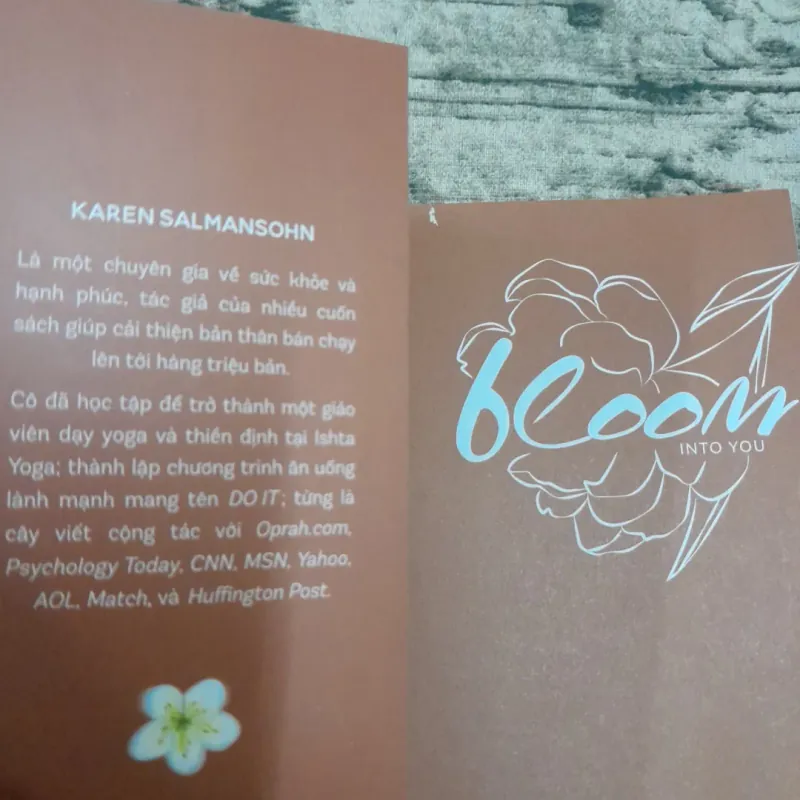 KAREN SALMANSOHN
Là một chuyên gia về sức khỏe và
hạnh phúc, tác giả của nhiều cuốn
sách giúp cải thiện bản thân bán chạy
lên tới hàng triệu bản.
Cô đã học tập để trở thành một giáo
viên dạy yoga và thiền định tại Ishta
Yoga; thành lập chương trình ăn uống
lành mạnh mang tên DO IT; từng là
cây viết cộng tác với Oprah.com,
Psychology Today, CNN, MSN, Yahoo,
AOL, Match, và Huffington Post.
bloom
INTO YOU